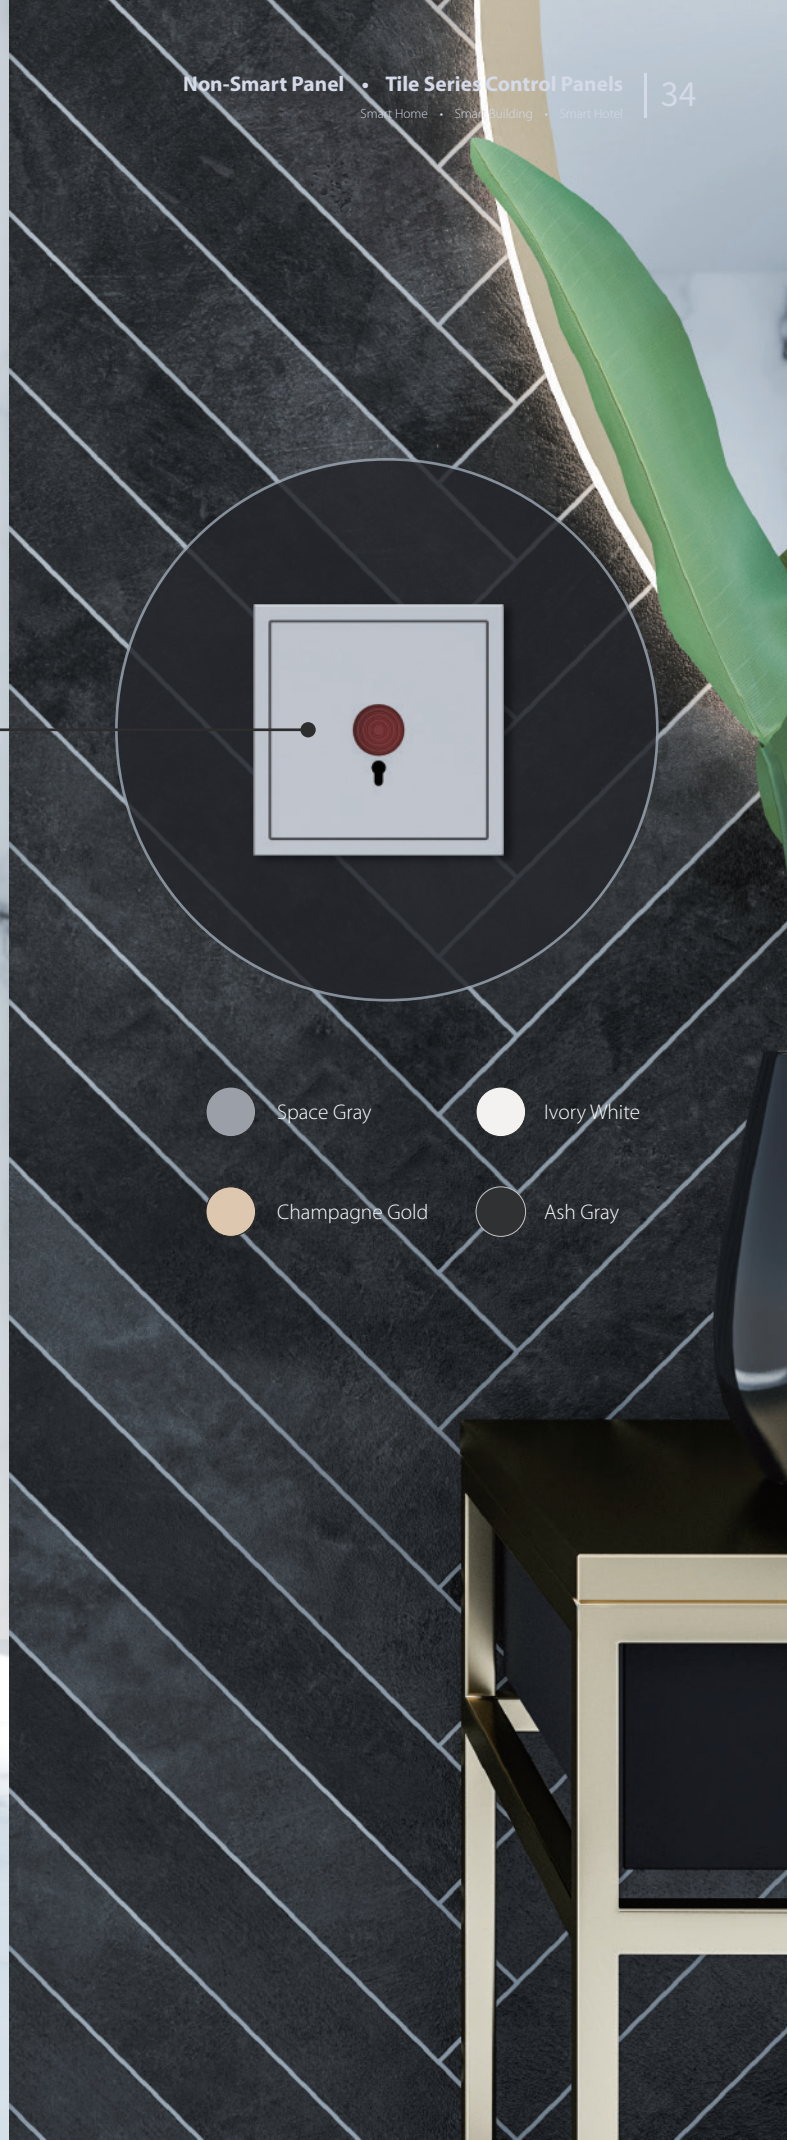 Non-Smart Panel • Tile Series Control Panels
34
Smart Home • Smart Building • Smart Hotel
Space Gray
Ivory White
Champagne Gold
Ash Gray